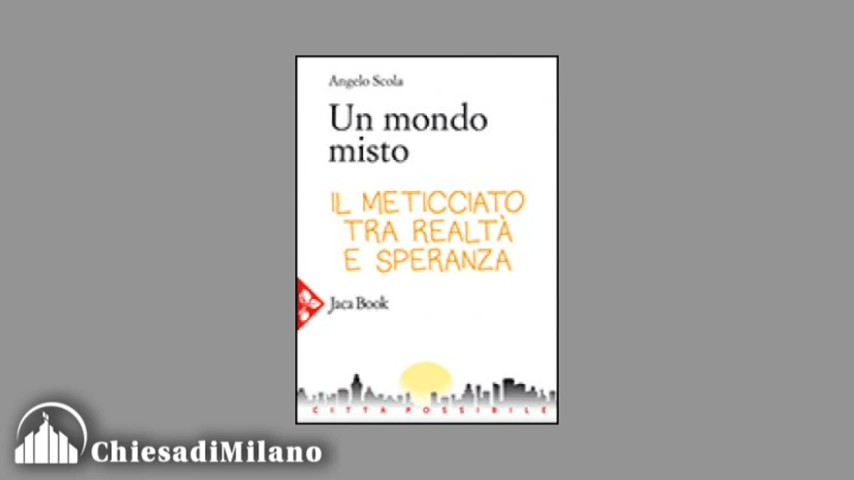 Angelo Scola
Un mondo
misto
IL METICCIATO
TRA REALTÀ
E SPERANZA
Jaca Book
CITTÀ POSSIBILE
ChiesadiMilano